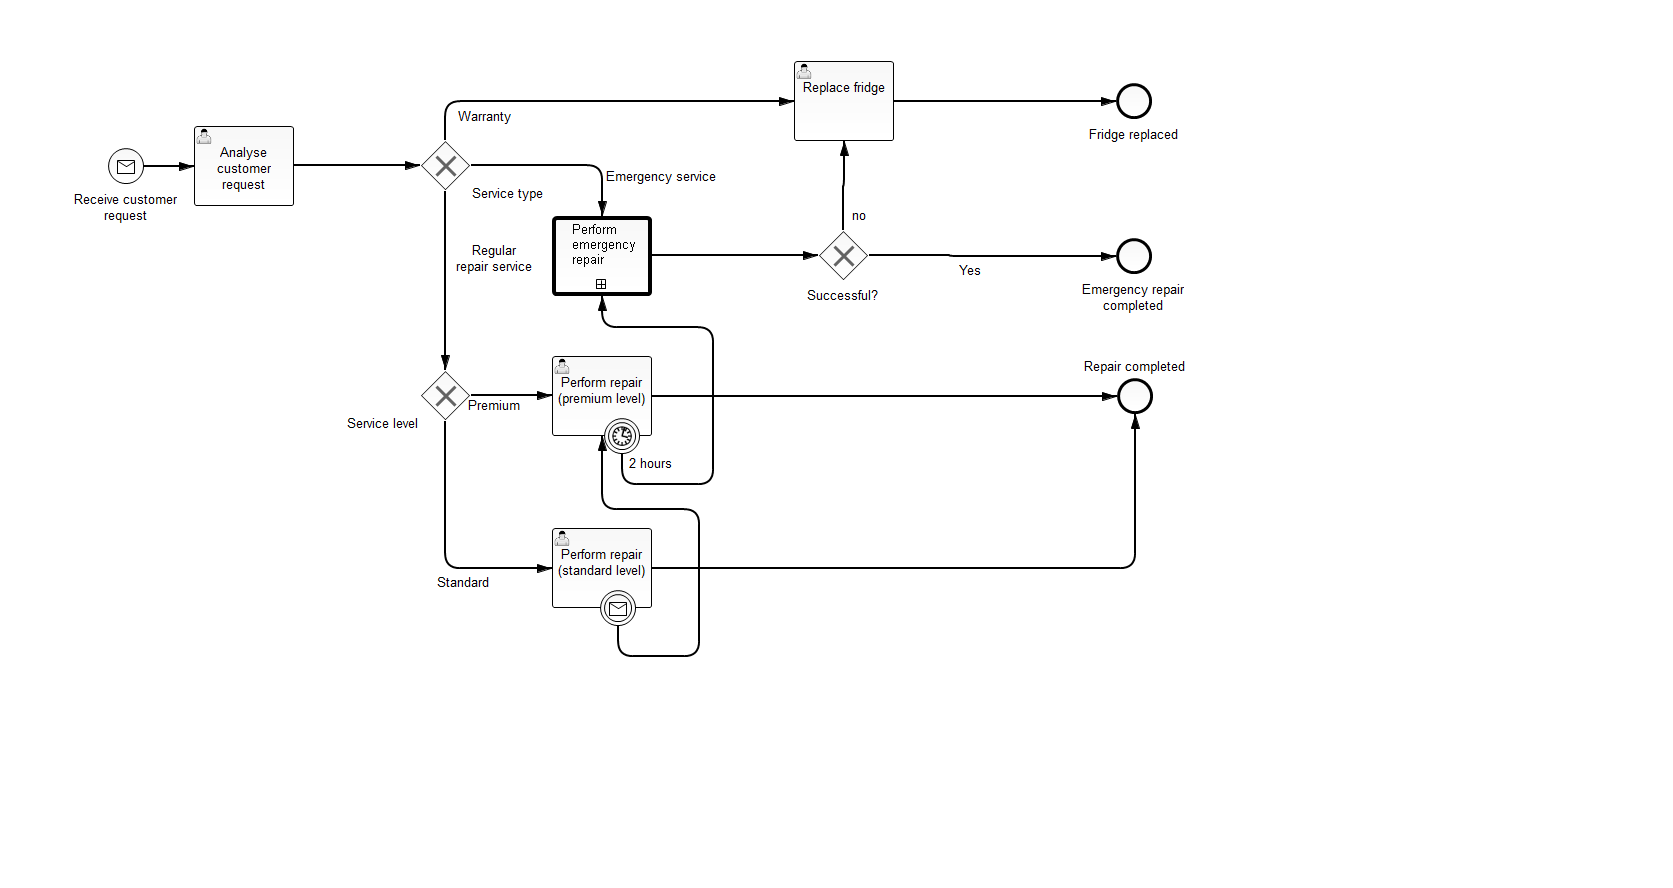 Receive customer
request
Analyse
customer
request
Warranty
Service type
Emergency service
Regular
repair service
Perform
emergency
repair
Replace fridge
Fridge replaced
no
Successful?
Yes
Emergency repair
completed
Service level
Premium
Perform repair
(premium level)
2 hours
Repair completed
Standard
Perform repair
(standard level)